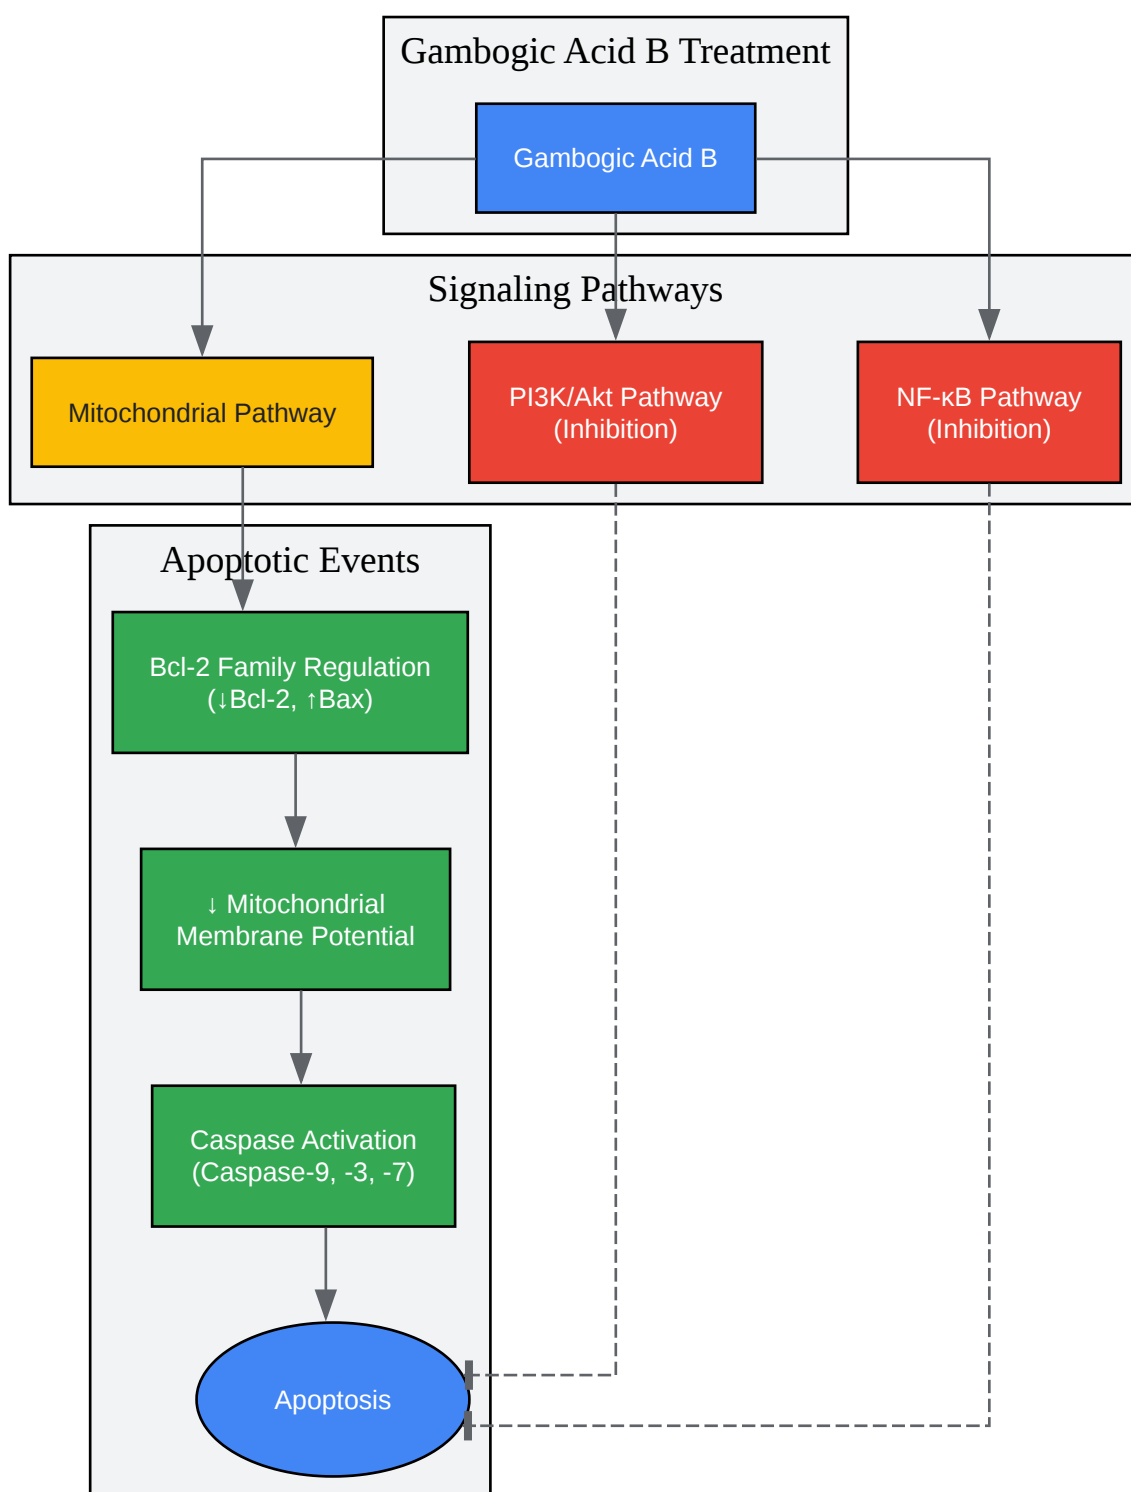 Gambogic Acid B Treatment
Gambogic Acid B
Signaling Pathways
Mitochondrial Pathway
PI3K/Akt Pathway
(Inhibition)
NF-κB Pathway
(Inhibition)
Apoptotic Events
Bcl-2 Family Regulation
(↓Bcl-2, ↑Bax)
↓ Mitochondrial
Membrane Potential
Caspase Activation
(Caspase-9, -3, -7)
Apoptosis